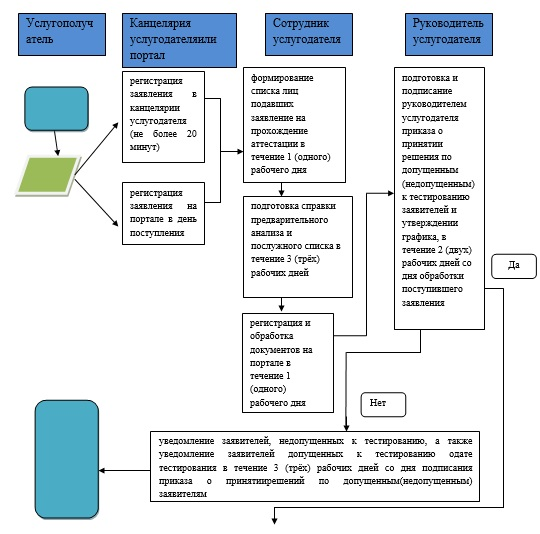 Услугополуч
атель
Канцелярия
услугодателяили
портал
Сотрудник
услугодателя
Руководитель
услугодателя
регистрация
заявления в
канцелярии
услугодателя
(не более 20
минут)
регистрация
заявления на
портале в день
поступления
формирование
списка лиц
подавших
заявление на
прохождение
аттестации в
течение 1 (одного)
рабочего дня
подготовка справки
предварительного
анализа и
послужного списка в
течение 3 (трёх)
рабочих дней
регистрация и
обработка
документов на
портале в
течение 1
(одного)
рабочего дня
подготовка и
подписание
руководителем
услугодателя
приказа о
принятии
решения по
допущенным
(недопущенным)
к тестированию
заявителей и
утверждении
графика, в
течение 2 (двух)
рабочих дней со
дня обработки
поступившего
заявления
Да
Нет
уведомление заявителей, недопущенных к тестированию, а также
уведомление заявителей допущенных к тестированию одате
тестирования в течение 3 (трёх) рабочих дней со дня подписания
приказа о принятиирешений по допущенным(недопущенным)
заявителям